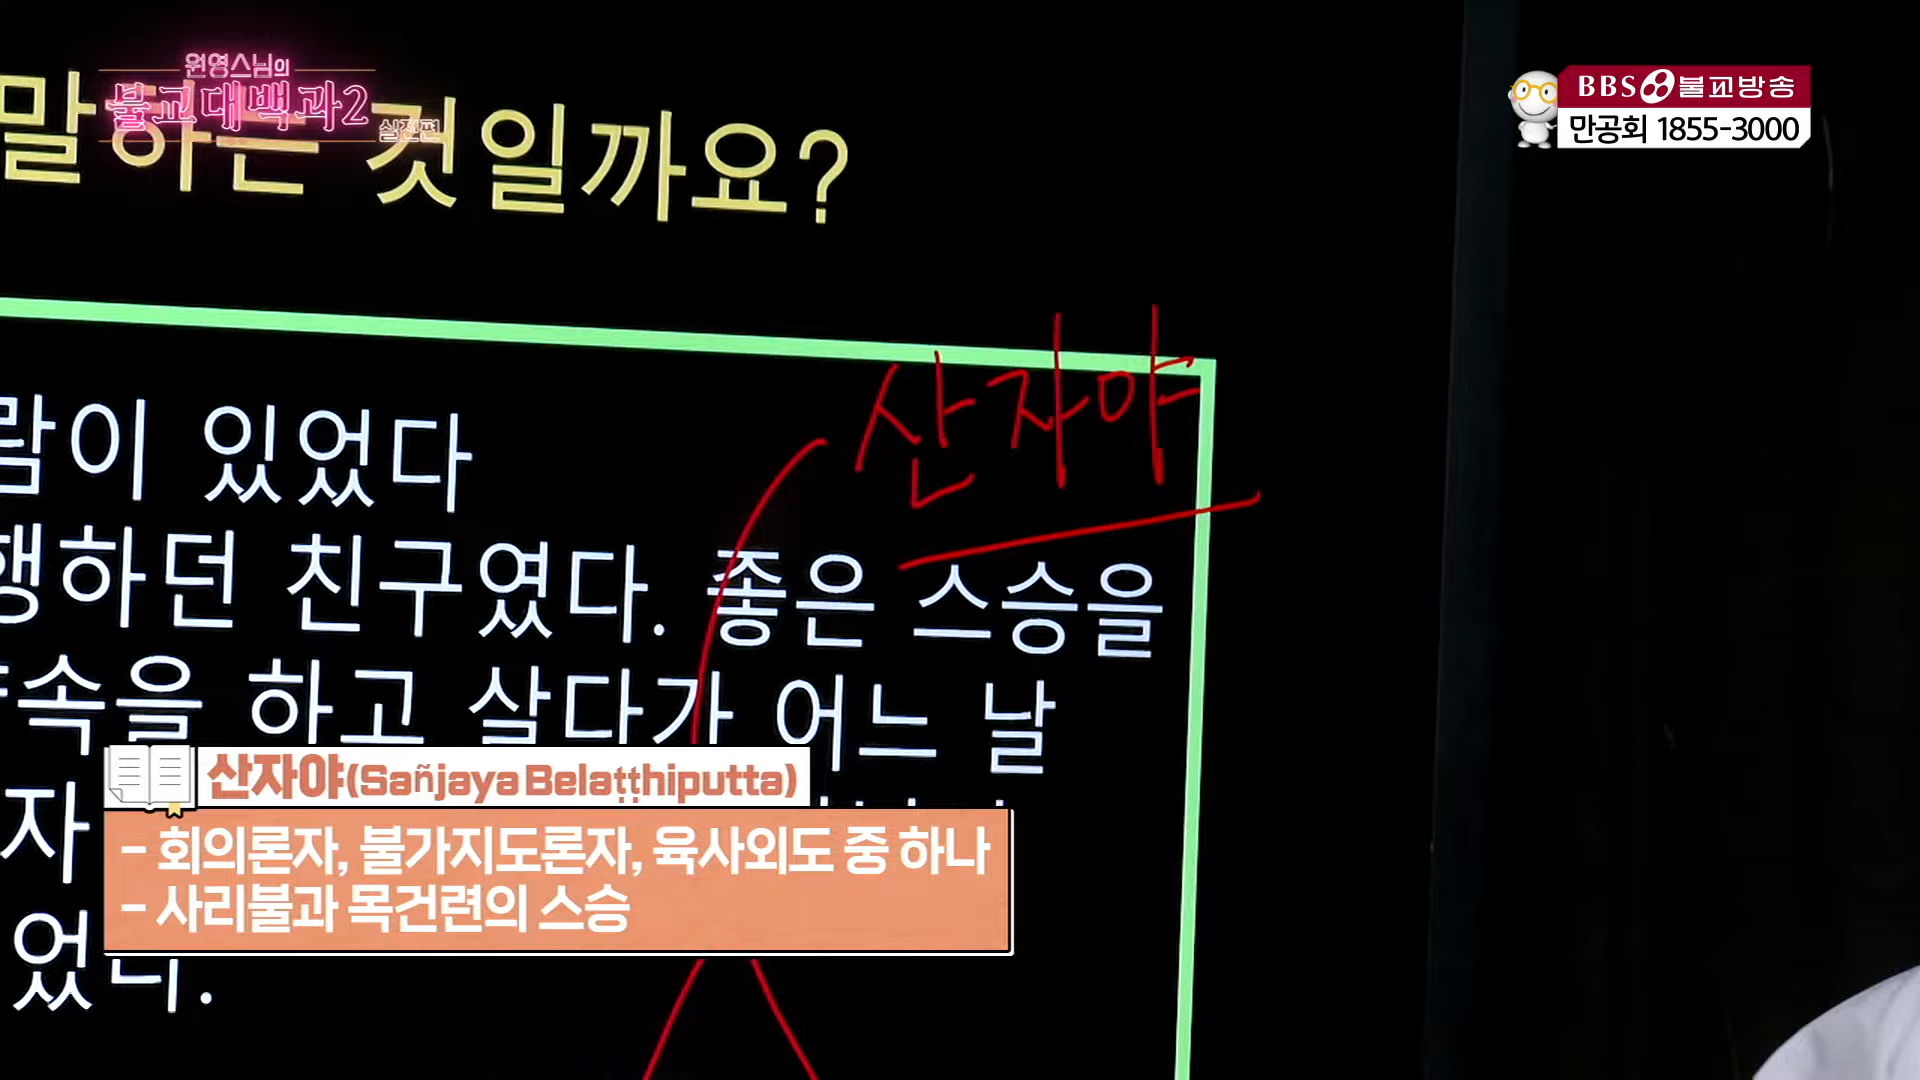 원영스님의
불교대백과2
실전편
BBS 불교방송
만공회 1855-3000
말하는 것일까요?
산자야
람이 있었다
행하던 친구였다. 좋은 스승을
속을 하고 살다가 어느 날
자
었다.
산자야(Sañjaya Belaṭṭhiputta)
- 회의론자, 불가지도론자, 육사외도 중 하나
- 사리불과 목건련의 스승